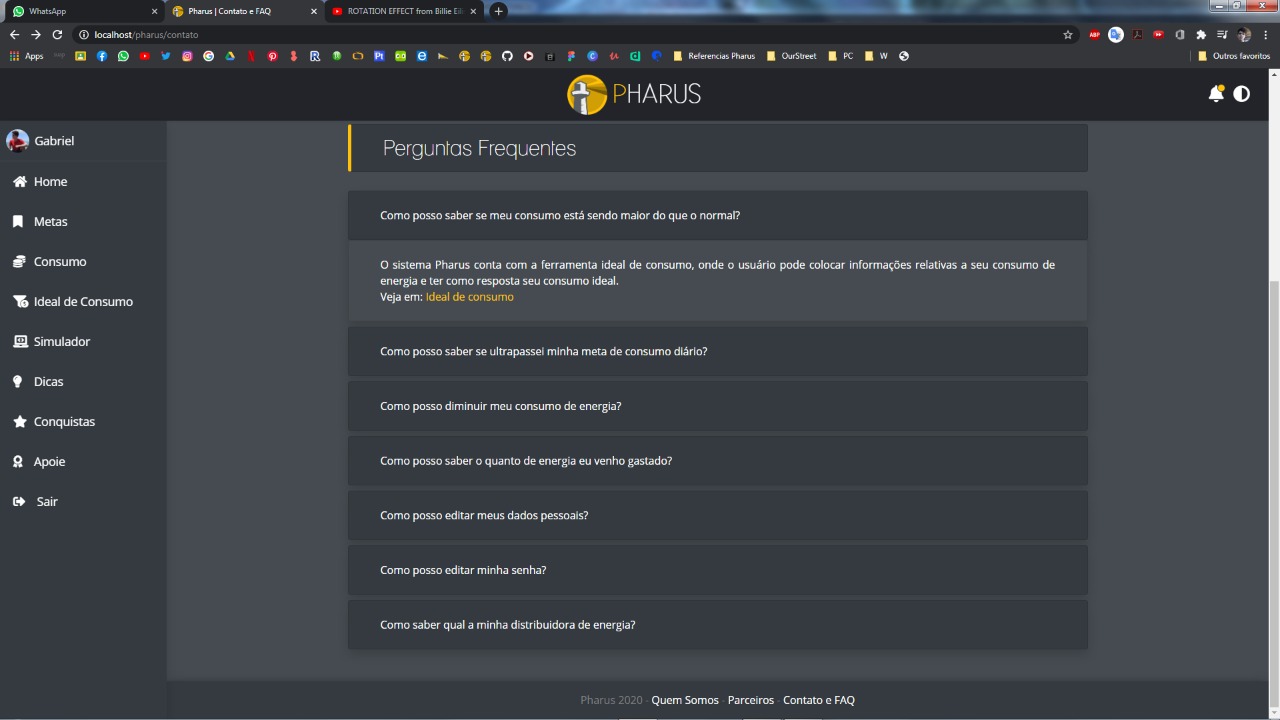 WhatsApp
Pharus | Contato e FAQ
ROTATION EFFECT from Billie Eili
localhost/pharus/contato
Apps
Referencias Pharus
OurStreet
PC
W
Outros favoritos
PHARUS
Gabriel
Home
Metas
Consumo
Ideal de Consumo
Simulador
Dicas
Conquistas
Apoie
Sair
Perguntas Frequentes
Como posso saber se meu consumo está sendo maior do que o normal?
O sistema Pharus conta com a ferramenta ideal de consumo, onde o usuário pode colocar informações relativas a seu consumo de
energia e ter como resposta seu consumo ideal.
Veja em: Ideal de consumo
Como posso saber se ultrapassei minha meta de consumo diário?
Como posso diminuir meu consumo de energia?
Como posso saber o quanto de energia eu venho gastado?
Como posso editar meus dados pessoais?
Como posso editar minha senha?
Como saber qual a minha distribuidora de energia?
Pharus 2020 - Quem Somos - Parceiros - Contato e FAQ